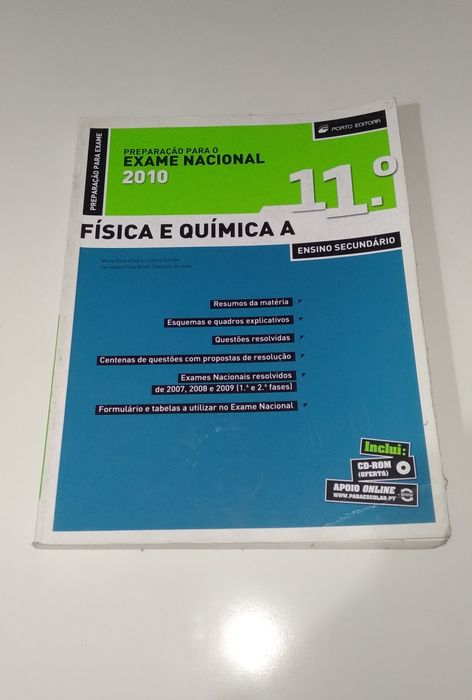 PORTO EDITORA
PREPARAÇÃO PARA EXAME
PREPARAÇÃO PARA O
EXAME NACIONAL
2010
11.º
FÍSICA E QUÍMICA A
ENSINO SECUNDÁRIO
Resumos da matéria
Esquemas e quadros explicativos
Questões resolvidas
Centenas de questões com propostas de resolução
Exames Nacionais resolvidos
de 2007, 2008 e 2009 (1.ª e 2.ª fases)
Formulário e tabelas a utilizar no Exame Nacional
Inclui:
CD-ROM
(OFERTA)
APOIO ONLINE
WWW.PARAESCOLAR.PT